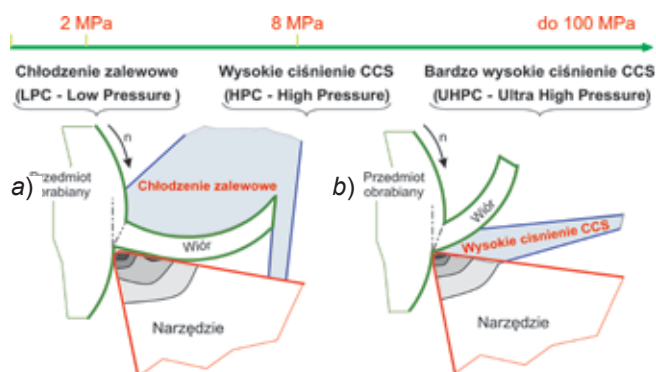 2 MPa 8 MPa do 100 MPa
Chłodzenie zalewowe Wysokie ciśnienie CCS Bardzo wysokie ciśnienie CCS
(LPC - Low Pressure ) (HPC - High Pressure) (UHPC - Ultra High Pressure)
n
Przedmiot
obrabiany
a)
Chłodzenie zalewowe
Wiór
Narzędzie
n
Przedmiot
obrabiany
b)
Wiór
Wysokie cisnienie CCS
Narzędzie